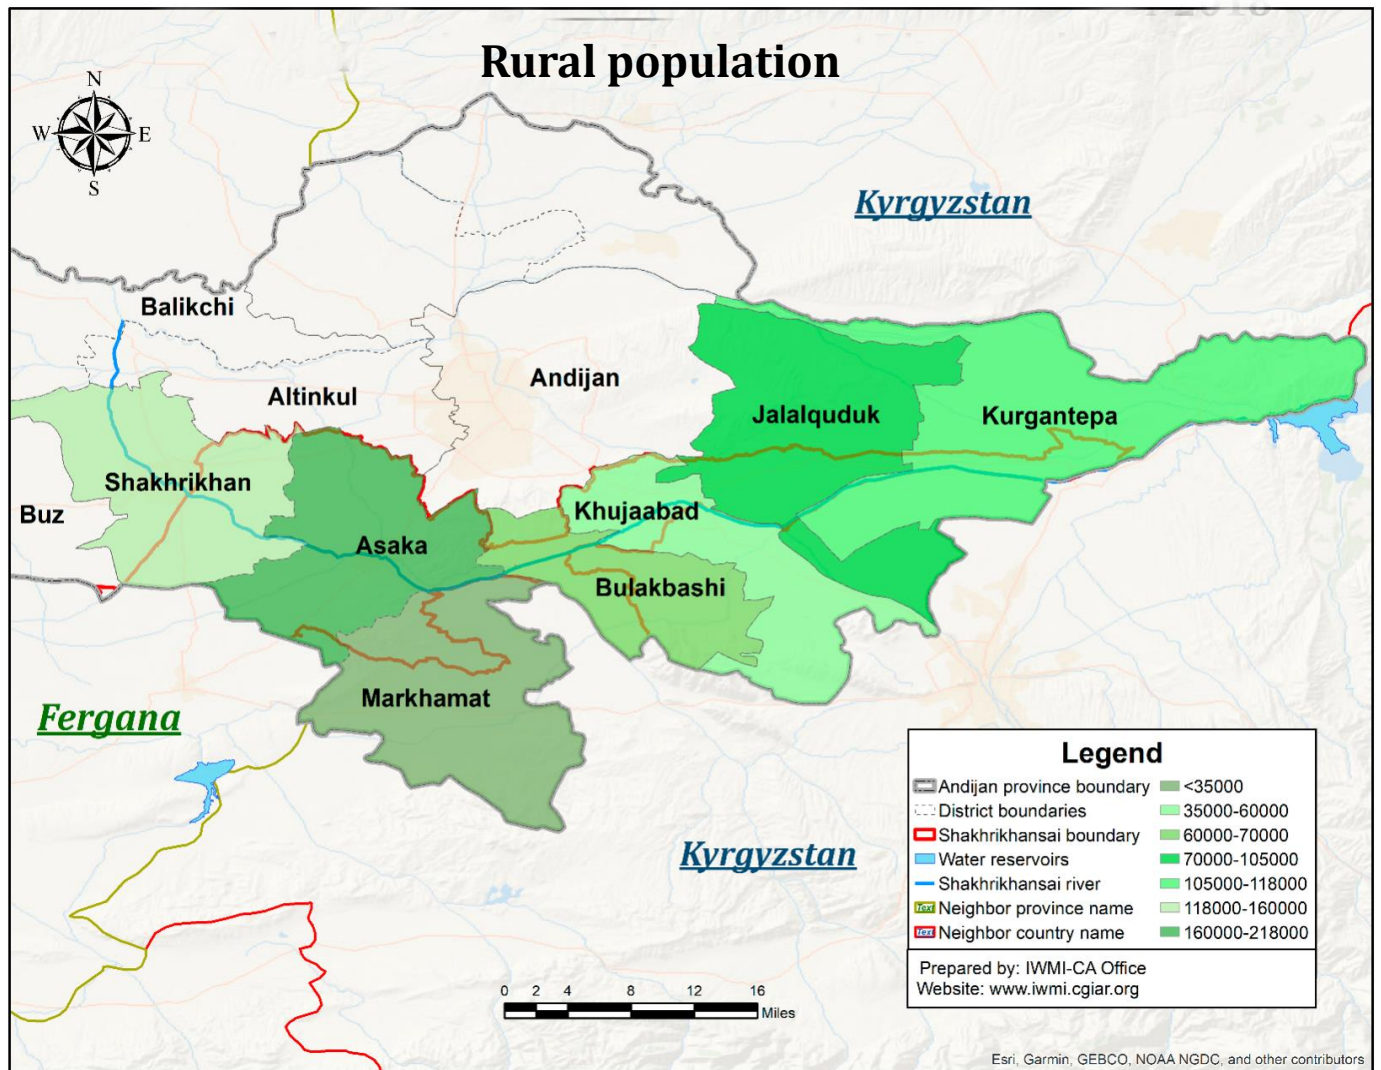 Rural population
N
W E
S
Kyrgyzstan
Balikchi
Andijan
Altinkul
Jalalquduk
Kurgantepa
Shakhrikhan
Buz
Khujaabad
Asaka
Bulakbashi
Markhamat
Fergana
Kyrgyzstan
Legend
Andijan province boundary <35000
District boundaries 35000-60000
Shakhrikhansai boundary 60000-70000
Water reservoirs 70000-105000
Shakhrikhansai river 105000-118000
Text Neighbor province name 118000-160000
Text Neighbor country name 160000-218000
Prepared by: IWMI-CA Office
Website: www.iwmi.cgiar.org
0 2 4 8 12 16
Miles
Esri, Garmin, GEBCO, NOAA NGDC, and other contributors